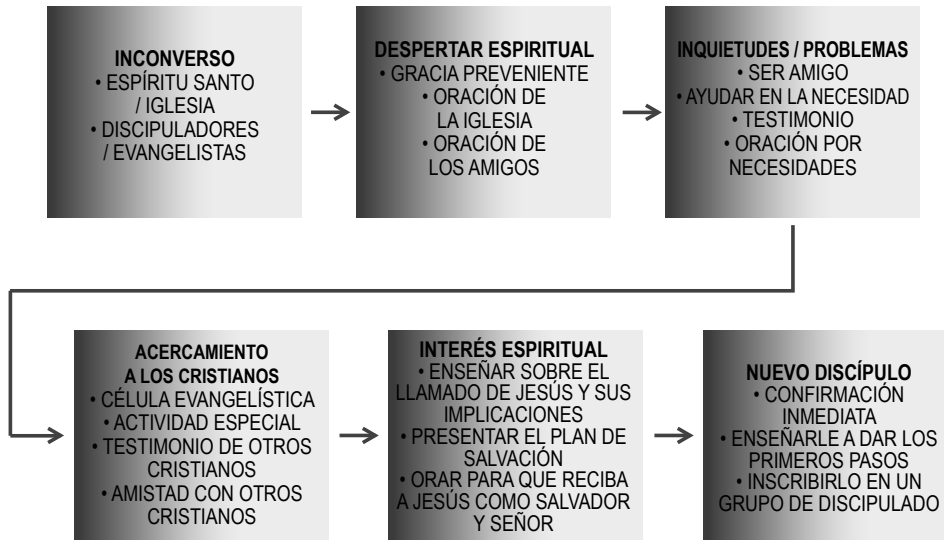 INCONVERSO
• ESPÍRITU SANTO
/ IGLESIA
• DISCIPULADORES
/ EVANGELISTAS
DESPERTAR ESPIRITUAL
• GRACIA PREVENIENTE
• ORACIÓN DE
LA IGLESIA
• ORACIÓN DE
LOS AMIGOS
INQUIETUDES / PROBLEMAS
• SER AMIGO
• AYUDAR EN LA NECESIDAD
• TESTIMONIO
• ORACIÓN POR
NECESIDADES
ACERCAMIENTO
A LOS CRISTIANOS
• CÉLULA EVANGELÍSTICA
• ACTIVIDAD ESPECIAL
• TESTIMONIO DE OTROS
CRISTIANOS
• AMISTAD CON OTROS
CRISTIANOS
INTERÉS ESPIRITUAL
• ENSEÑAR SOBRE EL
LLAMADO DE JESÚS Y SUS
IMPLICACIONES
• PRESENTAR EL PLAN DE
SALVACIÓN
• ORAR PARA QUE RECIBA
A JESÚS COMO SALVADOR
Y SEÑOR
NUEVO DISCÍPULO
• CONFIRMACIÓN
INMEDIATA
• ENSEÑARLE A DAR LOS
PRIMEROS PASOS
• INSCRIBIRLO EN UN
GRUPO DE DISCIPULADO